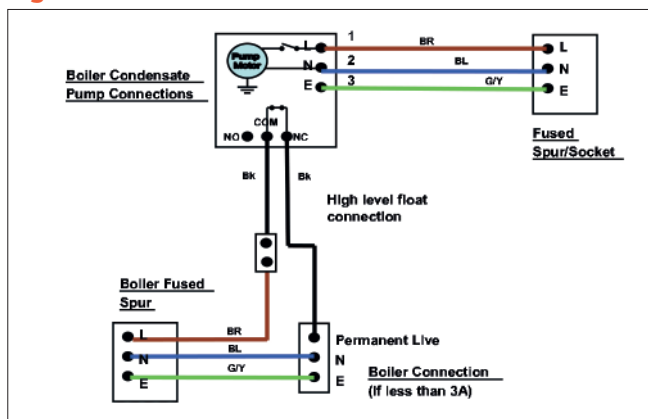 Boiler Condensate
Pump Connections
Pump
Motor
L
N
E
1
2
3
BR
BL
G/Y
L
N
E
Fused
Spur/Socket
COM
NO
NC
Bk
Bk
High level float
connection
Boiler Fused
Spur
L
N
E
BR
BL
G/Y
Permanent Live
N
E
Boiler Connection
(If less than 3A)